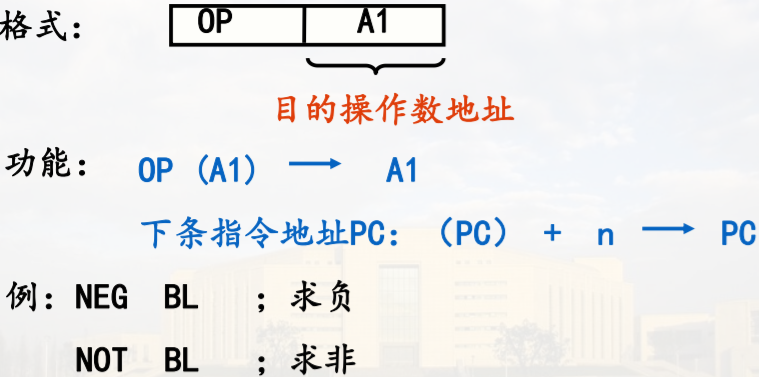 格式： OP A1
目的操作数地址
功能： OP (A1) → A1
下条指令地址PC： (PC) + n → PC
例：NEG BL ；求负
NOT BL ；求非